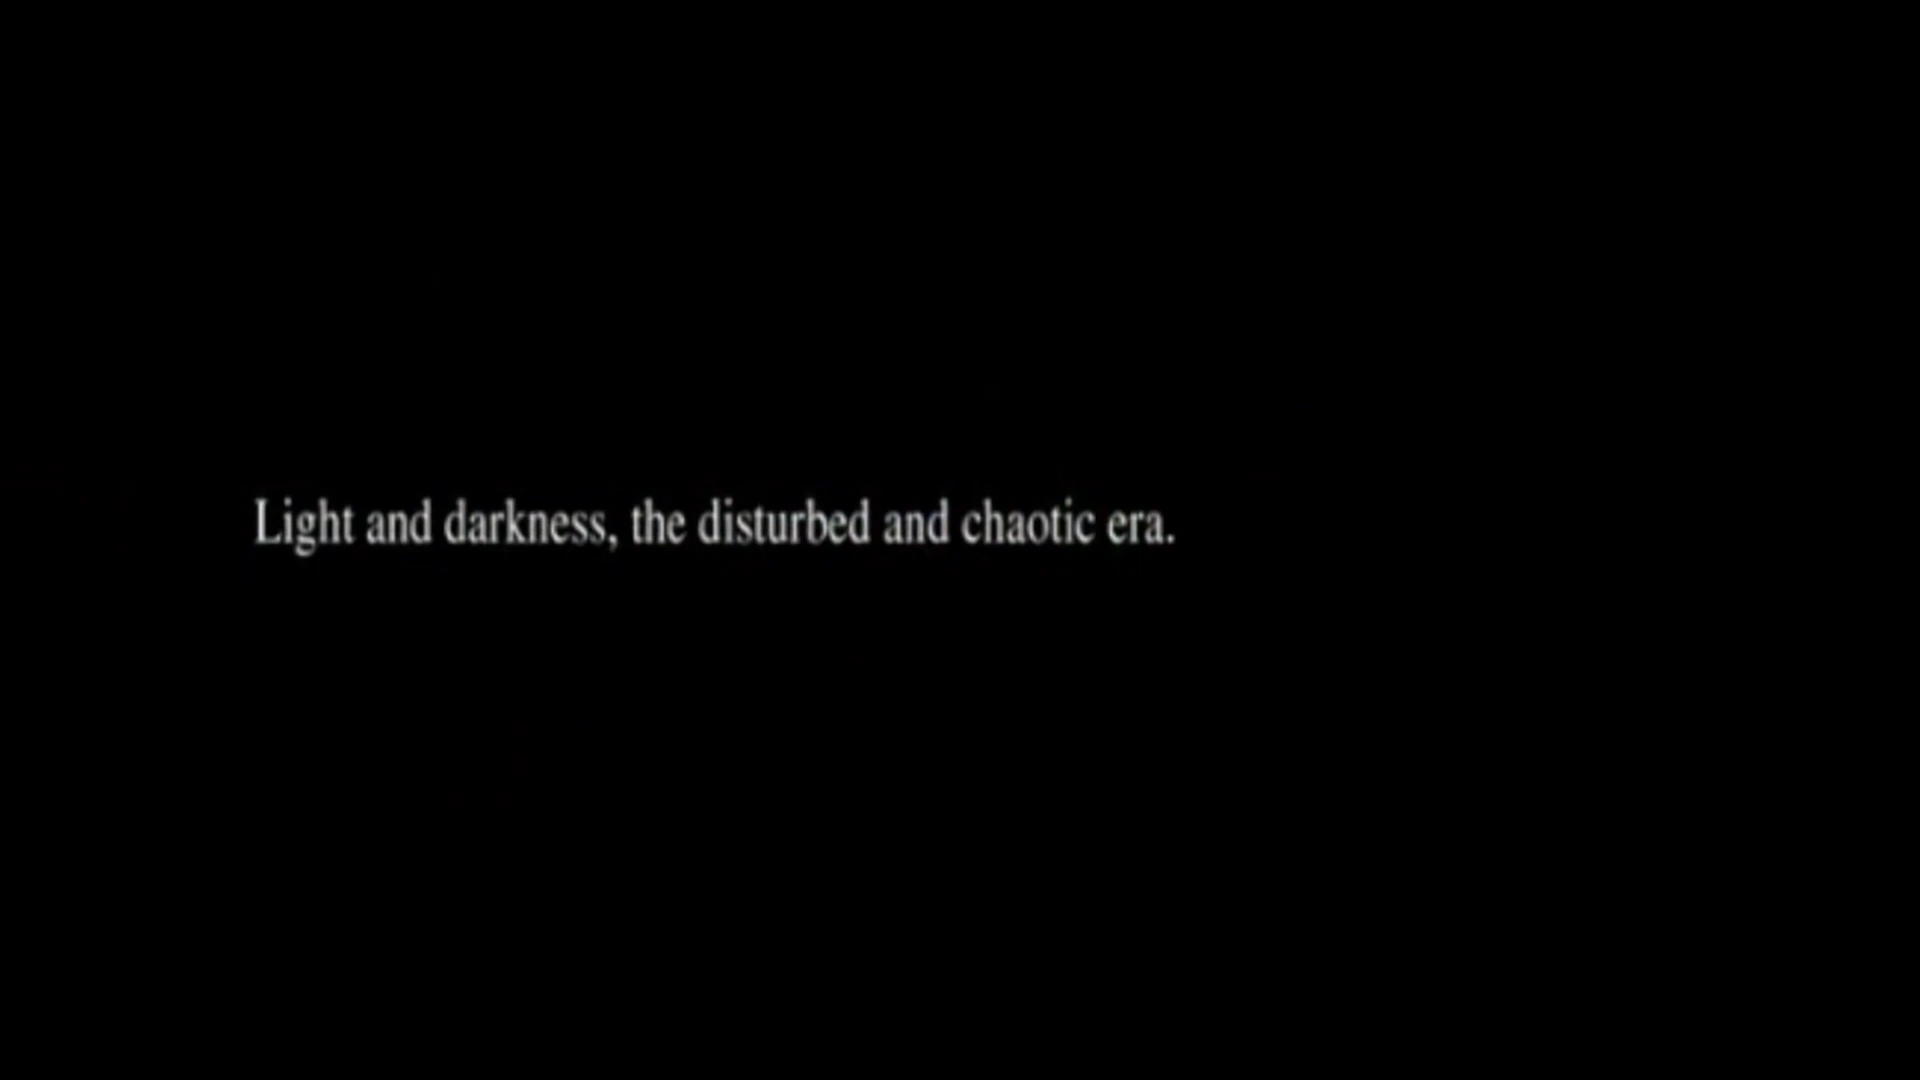 Light and darkness, the disturbed and chaotic era.